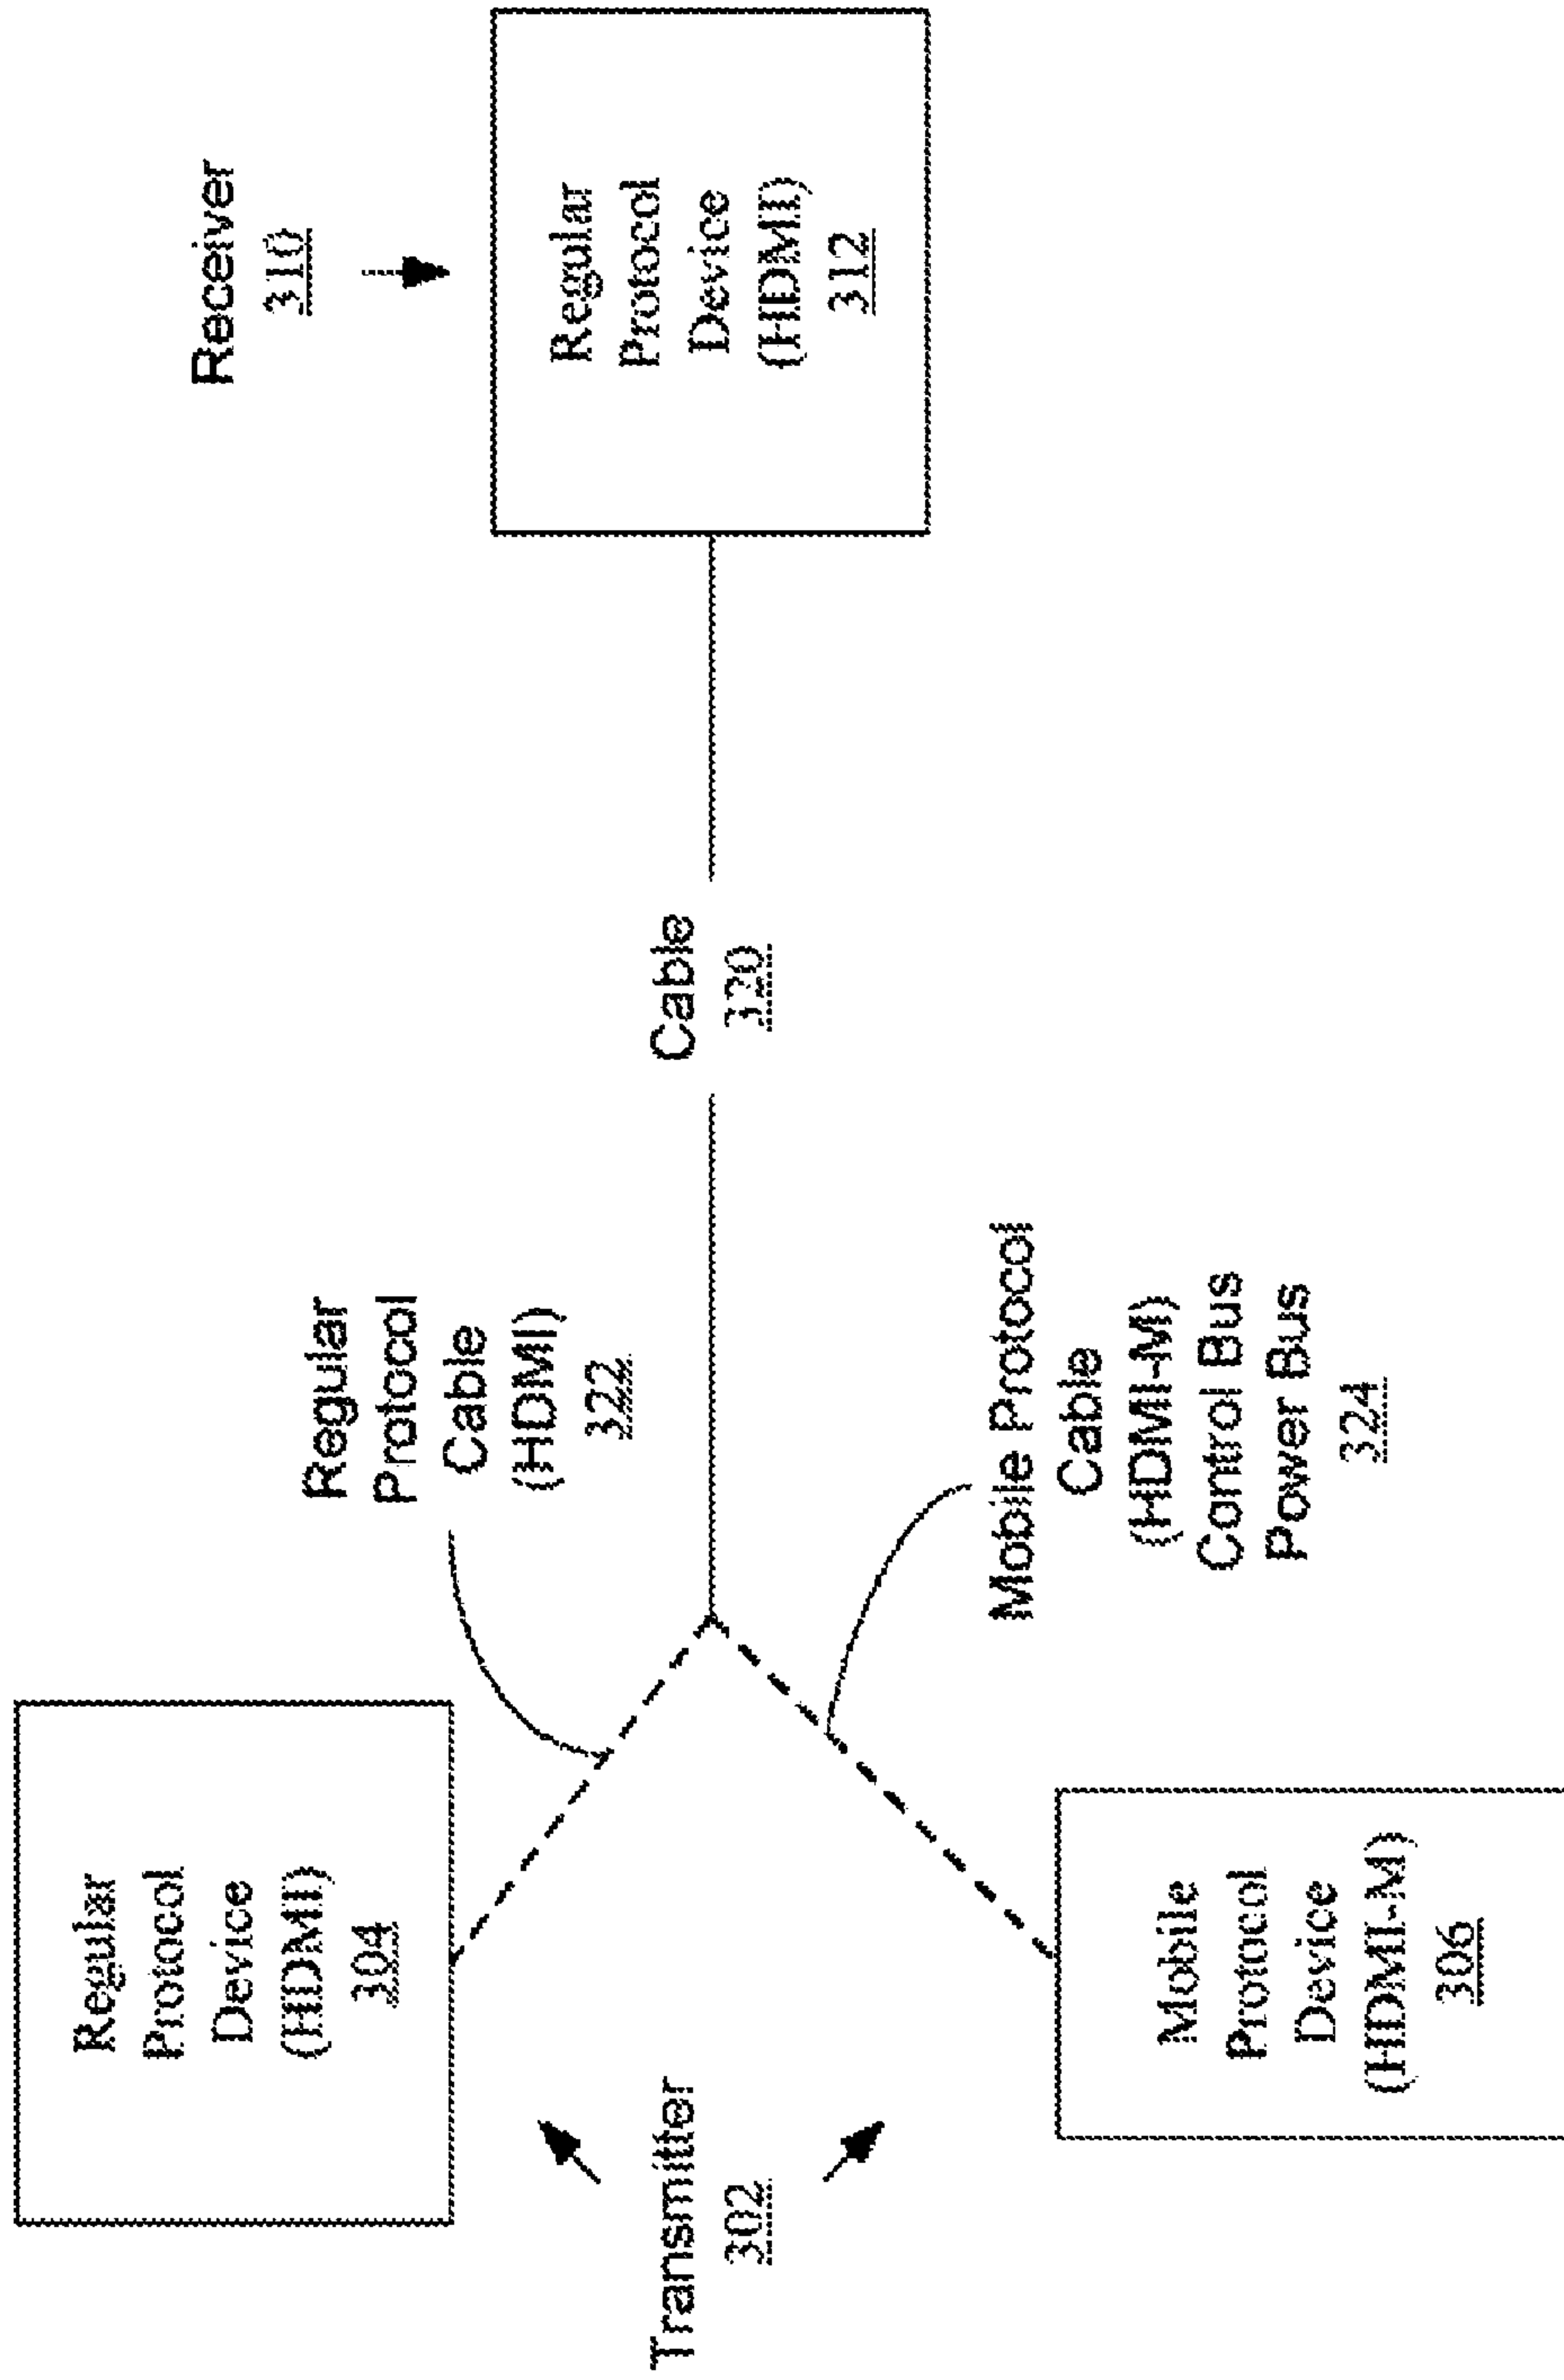 Regular
Protocol
Device
(HDMI)
304
Transmitter
302
Mobile
Protocol
Device
(HDMI-M)
306
Regular
Protocol
Cable
(HDMI)
322
Mobile Protocol
Cable
(HDMI-M)
Control Bus
Power Bus
324
Cable
320
Receiver
310
Regular
Protocol
Device
(HDMI)
312